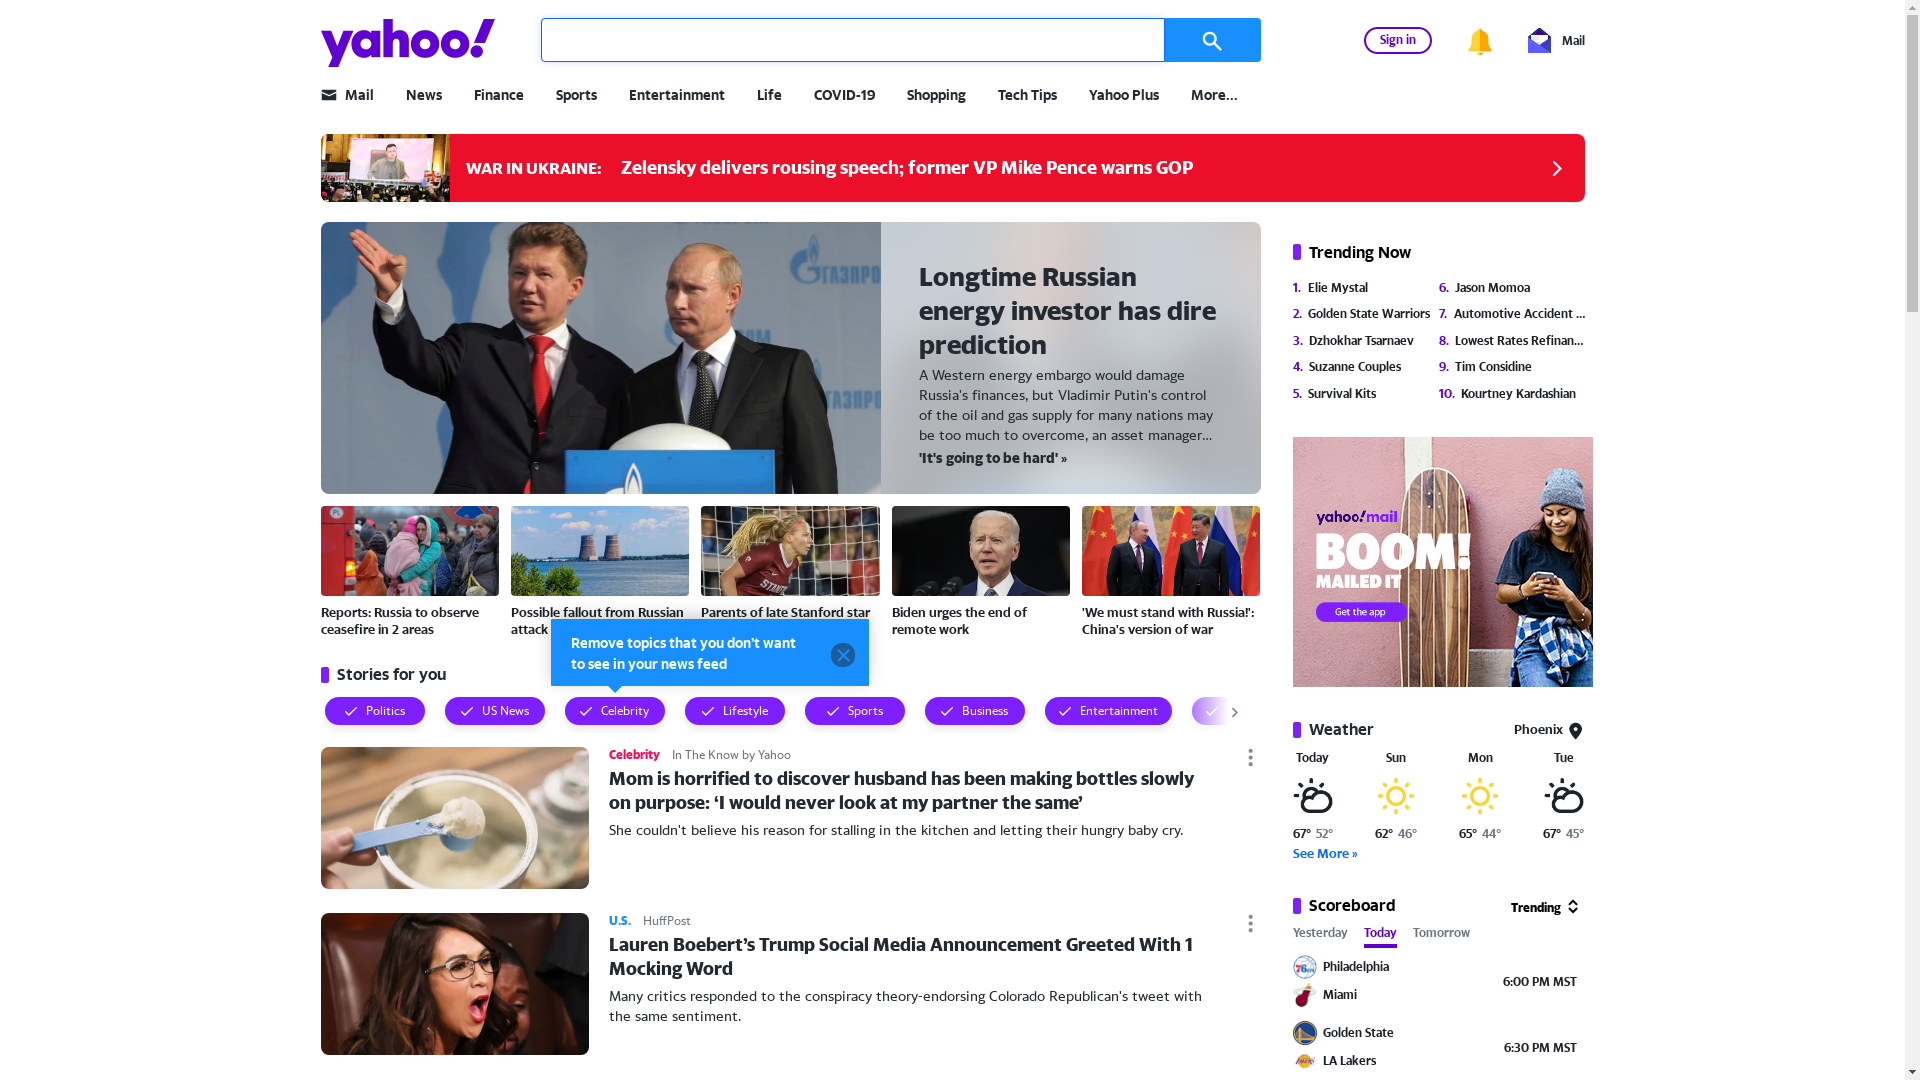 yahoo!
Sign in
Mail
Mail
News
Finance
Sports
Entertainment
Life
COVID-19
Shopping
Tech Tips
Yahoo Plus
More...
WAR IN UKRAINE:
Zelensky delivers rousing speech; former VP Mike Pence warns GOP
ГАЗПРО
Longtime Russian
energy investor has dire
prediction
A Western energy embargo would damage
Russia's finances, but Vladimir Putin's control
of the oil and gas supply for many nations may
be too much to overcome, an asset manager...
'It's going to be hard' »
Reports: Russia to observe
ceasefire in 2 areas
Possible fallout from Russian
attack
Parents of late Stanford star
Biden urges the end of
remote work
'We must stand with Russia!':
China's version of war
Remove topics that you don't want
to see in your news feed
Stories for you
Politics
US News
Celebrity
Lifestyle
Sports
Business
Entertainment
Celebrity
In The Know by Yahoo
Mom is horrified to discover husband has been making bottles slowly
on purpose: ‘I would never look at my partner the same’
She couldn't believe his reason for stalling in the kitchen and letting their hungry baby cry.
U.S.
HuffPost
Lauren Boebert’s Trump Social Media Announcement Greeted With 1
Mocking Word
Many critics responded to the conspiracy theory-endorsing Colorado Republican's tweet with
the same sentiment.
Trending Now
1. Elie Mystal
2. Golden State Warriors
3. Dzhokhar Tsarnaev
4. Suzanne Couples
5. Survival Kits
6. Jason Momoa
7. Automotive Accident ...
8. Lowest Rates Refinan...
9. Tim Considine
10. Kourtney Kardashian
yahoo!mail
BOOM!
MAILED IT
Get the app
Weather
Phoenix
Today
Sun
Mon
Tue
67° 52°
62° 46°
65° 44°
67° 45°
See More »
Scoreboard
Trending
Yesterday
Today
Tomorrow
Philadelphia
Miami
6:00 PM MST
Golden State
LA Lakers
6:30 PM MST